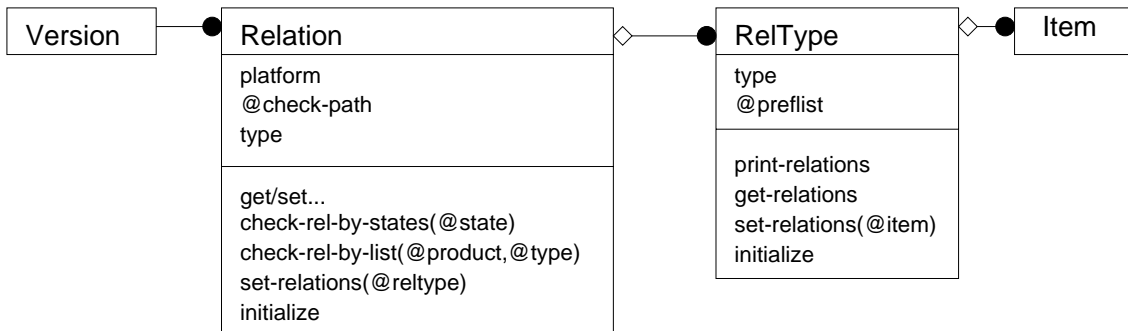 Version
Relation
platform
@check-path
type
get/set...
check-rel-by-states(@state)
check-rel-by-list(@product,@type)
set-relations(@reltype)
initialize
RelType
type
@preflist
print-relations
get-relations
set-relations(@item)
initialize
Item